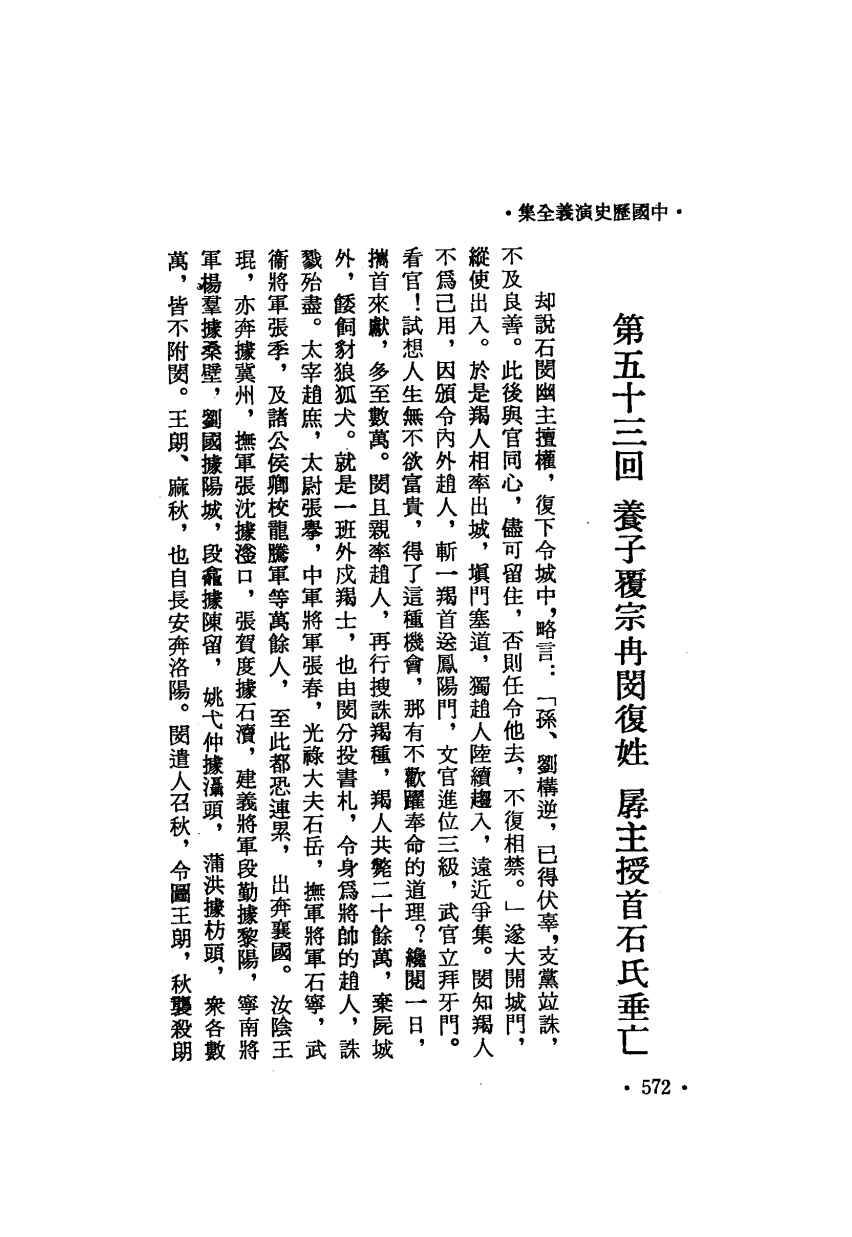 ·中國歷史演義全集·
第五十三回 養子覆宗冉閔復姓 孱主授首石氏垂亡
却說石閔幽主擅權，復下令城中，略言：「孫、劉構逆，已得伏辜，支黨竝誅，
不及良善。此後與官同心，儘可留住，否則任令他去，不復相禁。」遂大開城門，
縱使出入。於是羯人相率出城，塡門塞道，獨趙人陸續趨入，遠近爭集。閔知羯人
不爲己用，因頒令內外趙人，斬一羯首送鳳陽門，文官進位三級，武官立拜牙門。
看官！試想人生無不欲富貴，得了這種機會，那有不歡躍奉命的道理？纔閱一日，
攜首來獻，多至數萬。閔且親率趙人，再行搜誅羯種，羯人共斃二十餘萬，棄屍城
外，餧飼豺狼狐犬。就是一班外戍羯士，也由閔分投書札，令身爲將帥的趙人，誅
戮殆盡。太宰趙庶，太尉張擧，中軍將軍張春，光祿大夫石岳，撫軍將軍石寧，武
衞將軍張季，及諸公侯卿校龍騰軍等萬餘人，至此都恐連累，出奔襄國。汝陰王
琨，亦奔據冀州，撫軍張沈據滏口，張賀度據石瀆，建義將軍段勤據黎陽，寧南將
軍楊羣據桑壁，劉國據陽城，段龕據陳留，姚弋仲據灄頭，蒲洪據枋頭，衆各數
萬，皆不附閔。王朗、麻秋，也自長安奔洛陽。閔遣人召秋，令圖王朗，秋襲殺朗
·572·